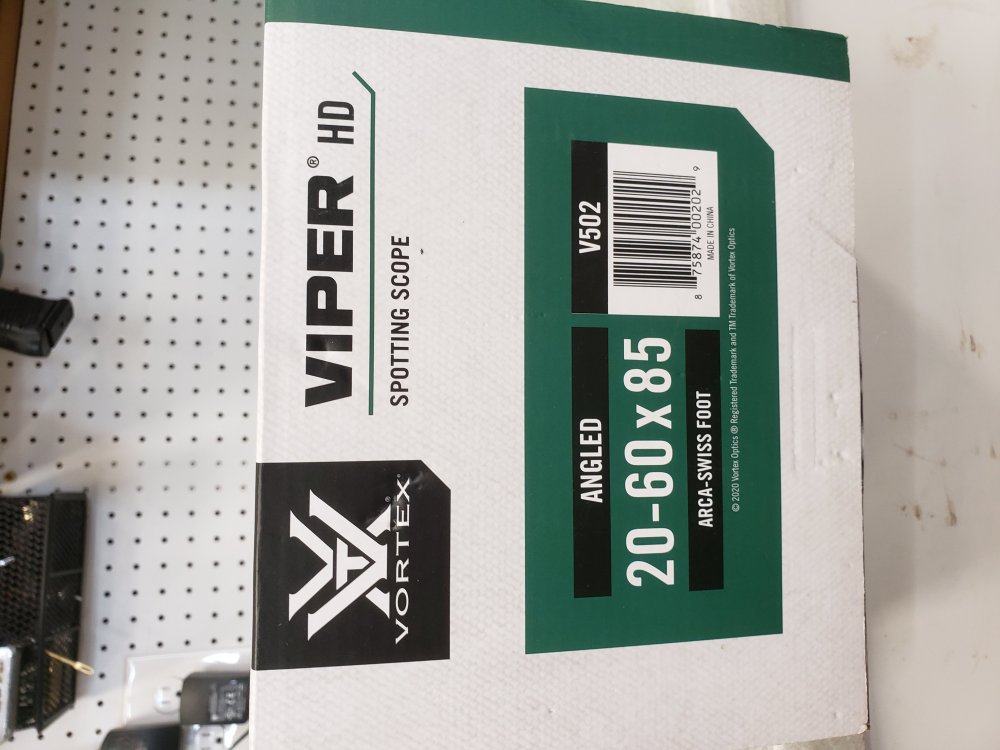 VORTEX®
VIPER® HD
SPOTTING SCOPE
ANGLED
20-60 x 85
ARCA-SWISS FOOT
V502
8 75874 00202 9
MADE IN CHINA
© 2020 Vortex Optics ® Registered Trademark and TM Trademark of Vortex Optics